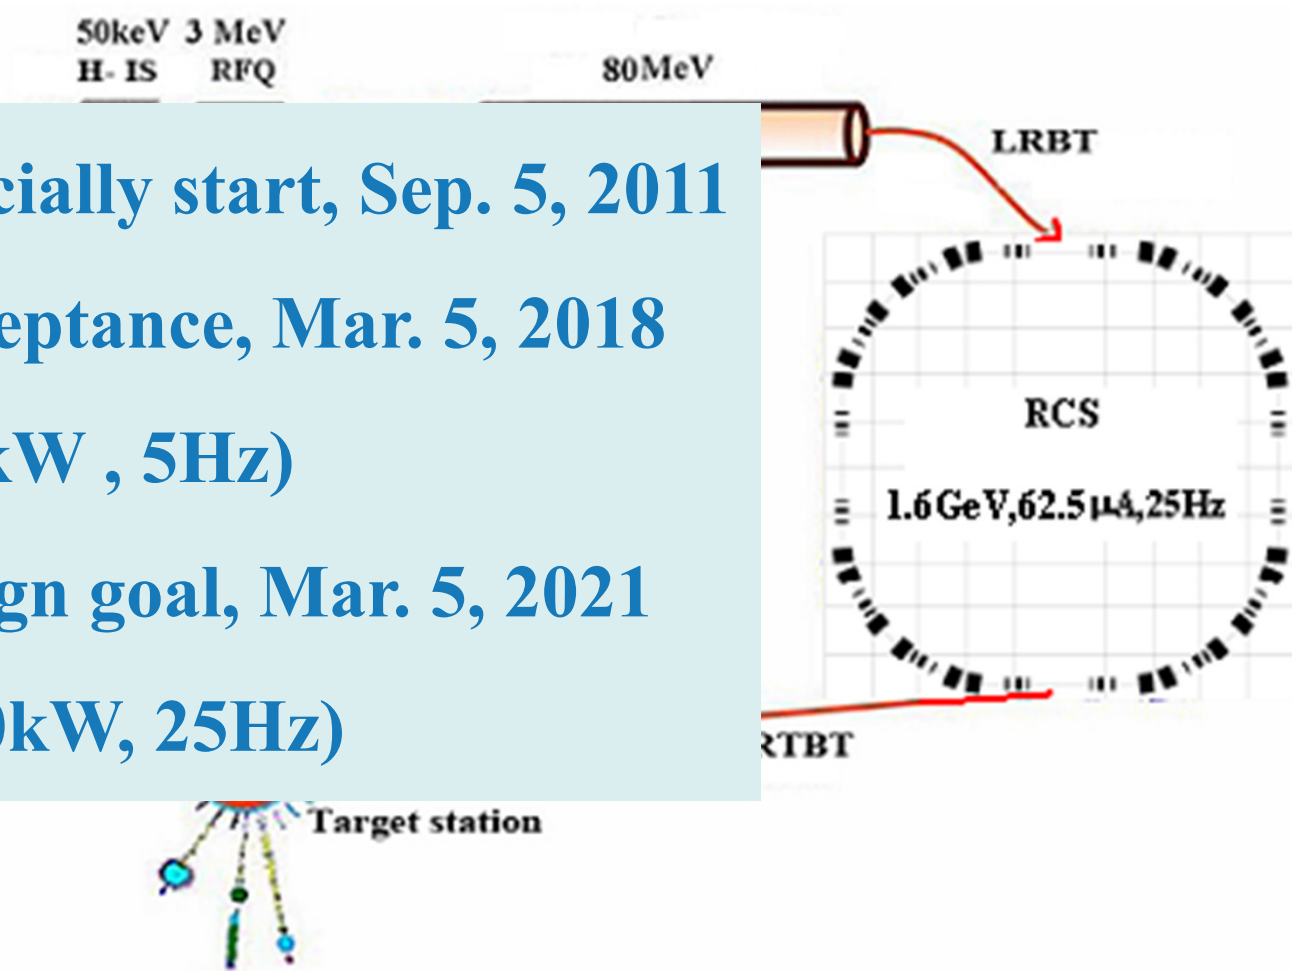 50keV 3 MeV
H- IS RFQ
80MeV
LRBT
cially start, Sep. 5, 2011
eptance, Mar. 5, 2018
kW , 5Hz)
gn goal, Mar. 5, 2021
0kW, 25Hz)
RCS
1.6GeV,62.5μA,25Hz
RTBT
Target station